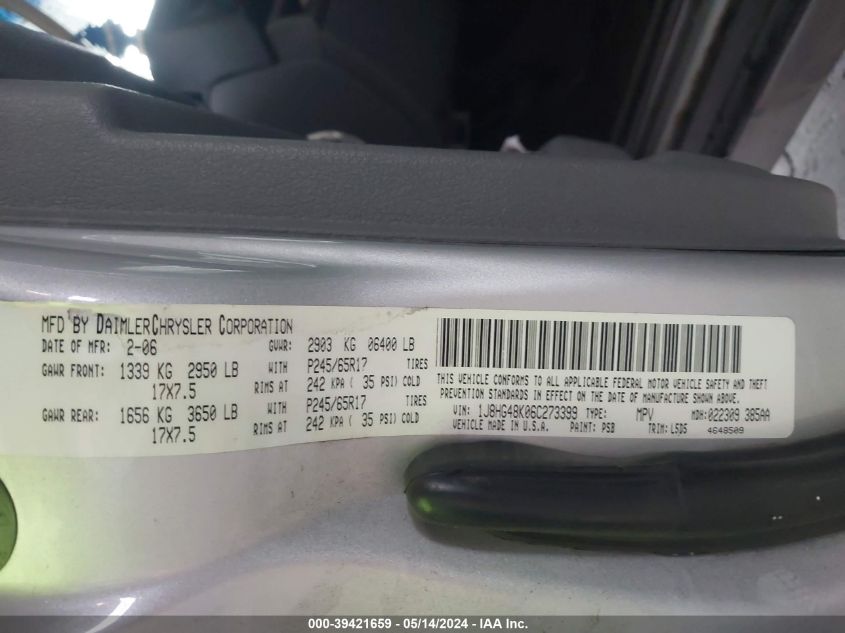 MFD BY DAIMLERCHRYSLER CORPORATION
DATE OF MFR: 2-06 GVWR: 2903 KG 06400 LB
GAWR FRONT: 1339 KG 2950 LB WITH P245/65R17 TIRES
17X7.5 RIMS AT 242 KPA ( 35 PSI) COLD
GAWR REAR: 1656 KG 3650 LB WITH P245/65R17 TIRES
17X7.5 RIMS AT 242 KPA ( 35 PSI) COLD
THIS VEHICLE CONFORMS TO ALL APPLICABLE FEDERAL MOTOR VEHICLE SAFETY AND THEFT
PREVENTION STANDARDS IN EFFECT ON THE DATE OF MANUFACTURE SHOWN ABOVE.
VIN: 1J8HG48K06C273399 TYPE: MPV MDH: 022309 385AA
VEHICLE MADE IN U.S.A. PAINT: PSB TRIM: L5D5 4648509
000-39421659 - 05/14/2024 - IAA Inc.